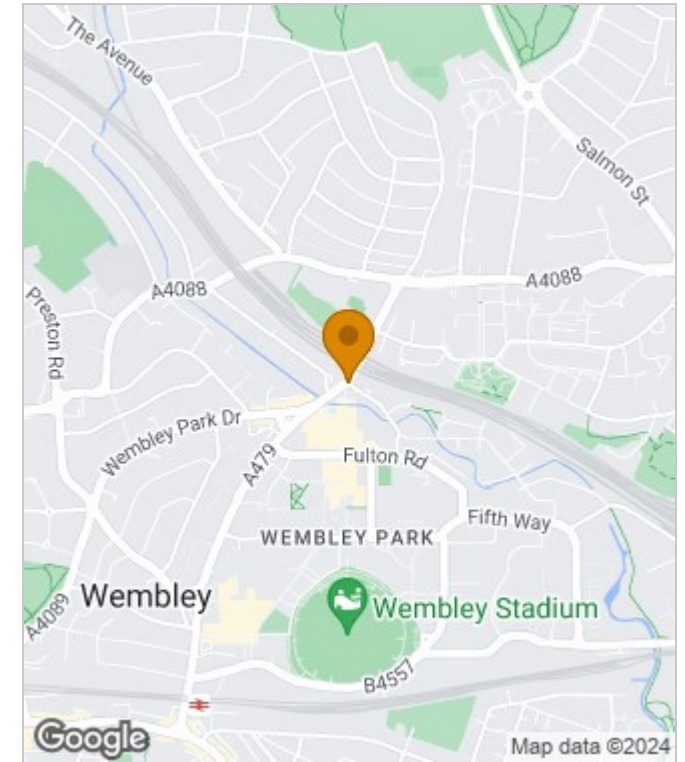 The Avenue
Salmon St
A4088
A4088
Preston Rd
Wembley Park Dr
A479
Fulton Rd
Fifth Way
WEMBLEY PARK
Wembley
Wembley Stadium
A4089
B4557
Google
Map data ©2024